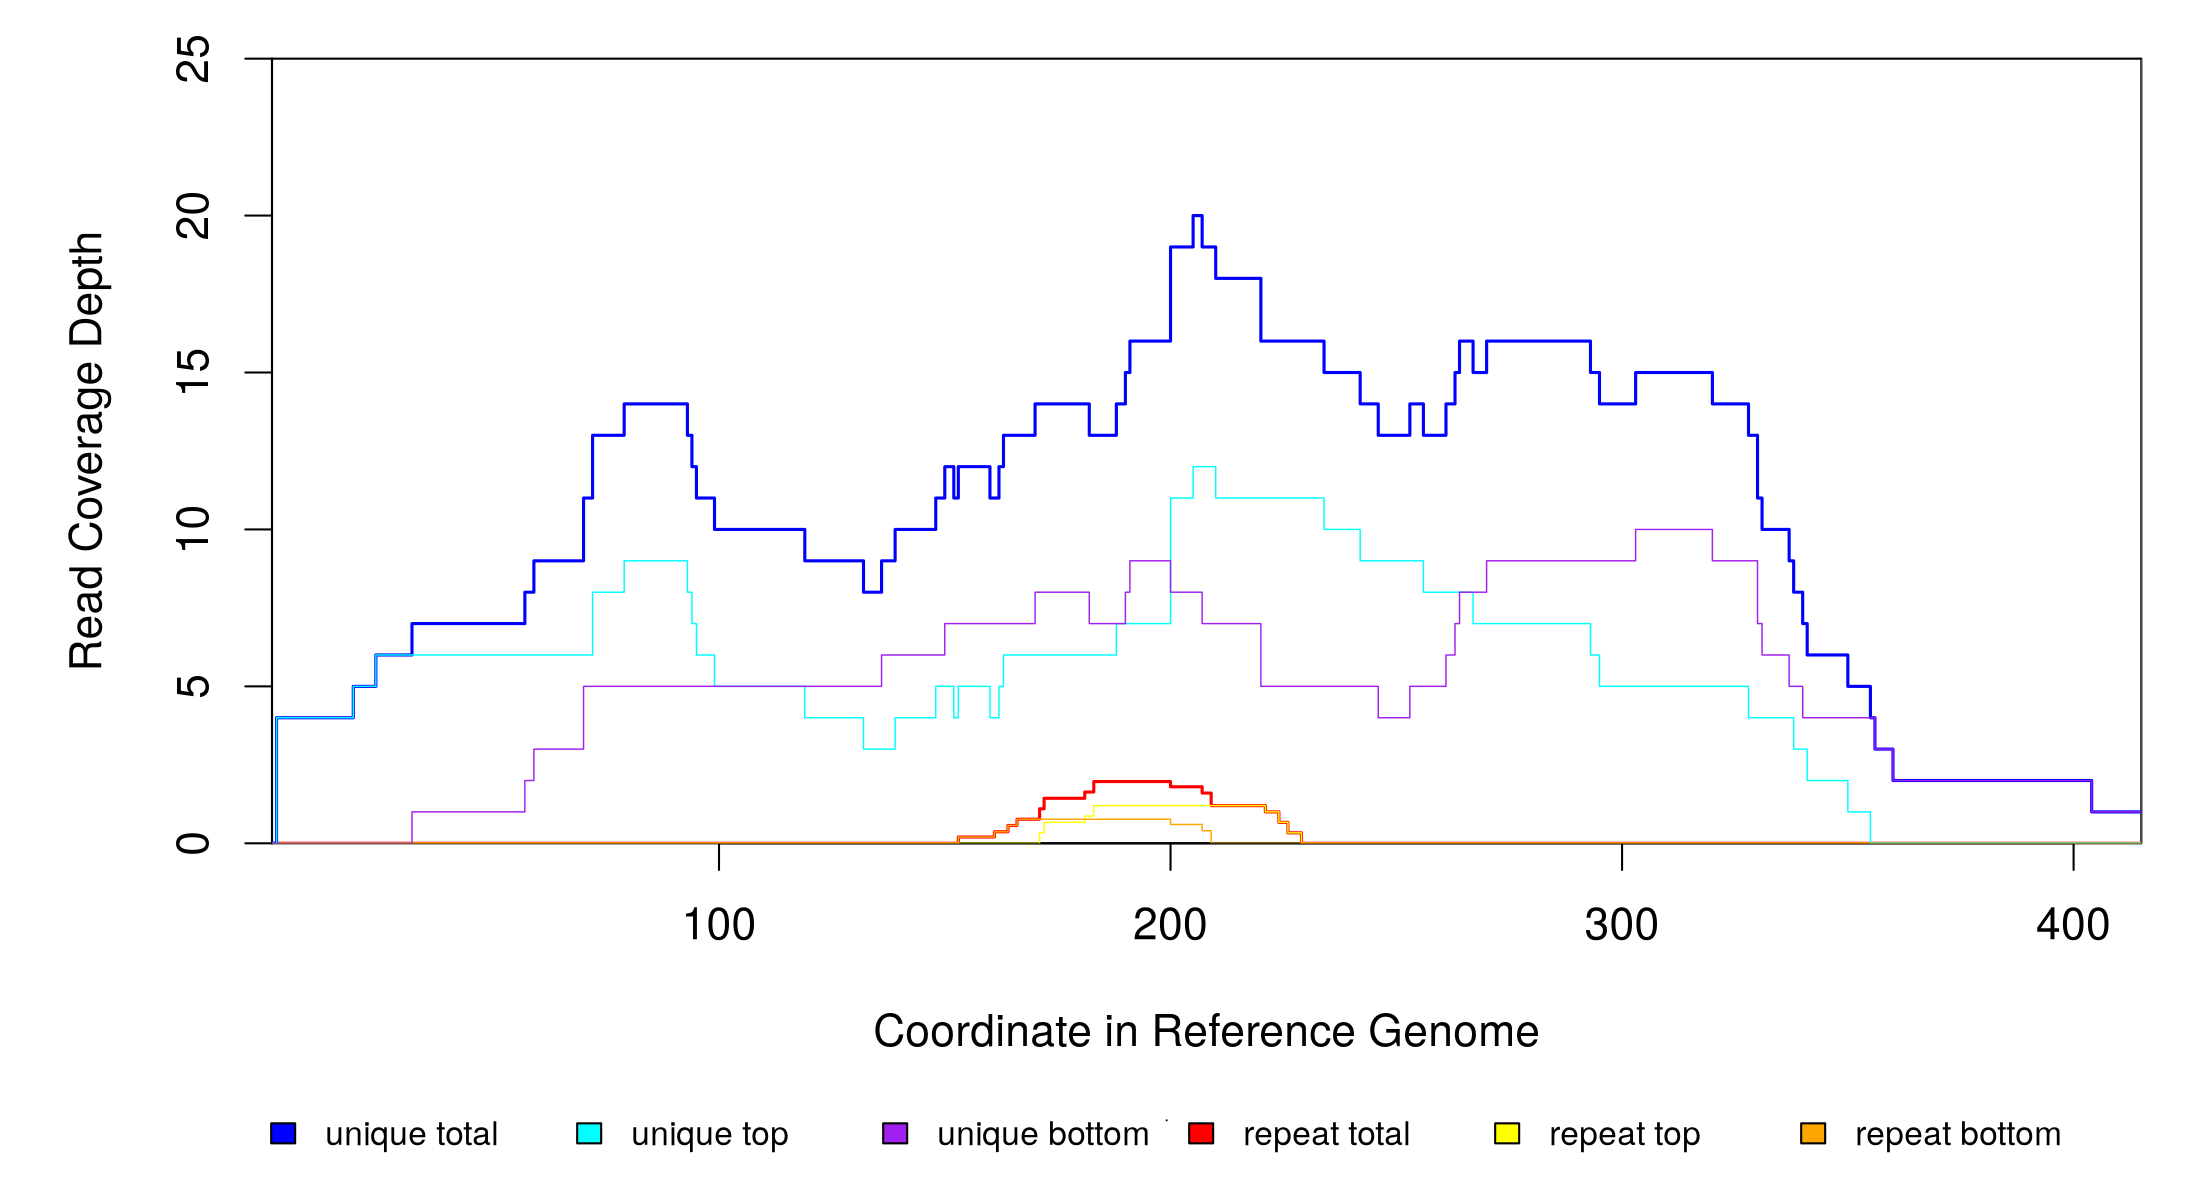 Read Coverage Depth
25
20
15
10
5
0
100 200 300 400
Coordinate in Reference Genome
unique total unique top unique bottom repeat total repeat top repeat bottom